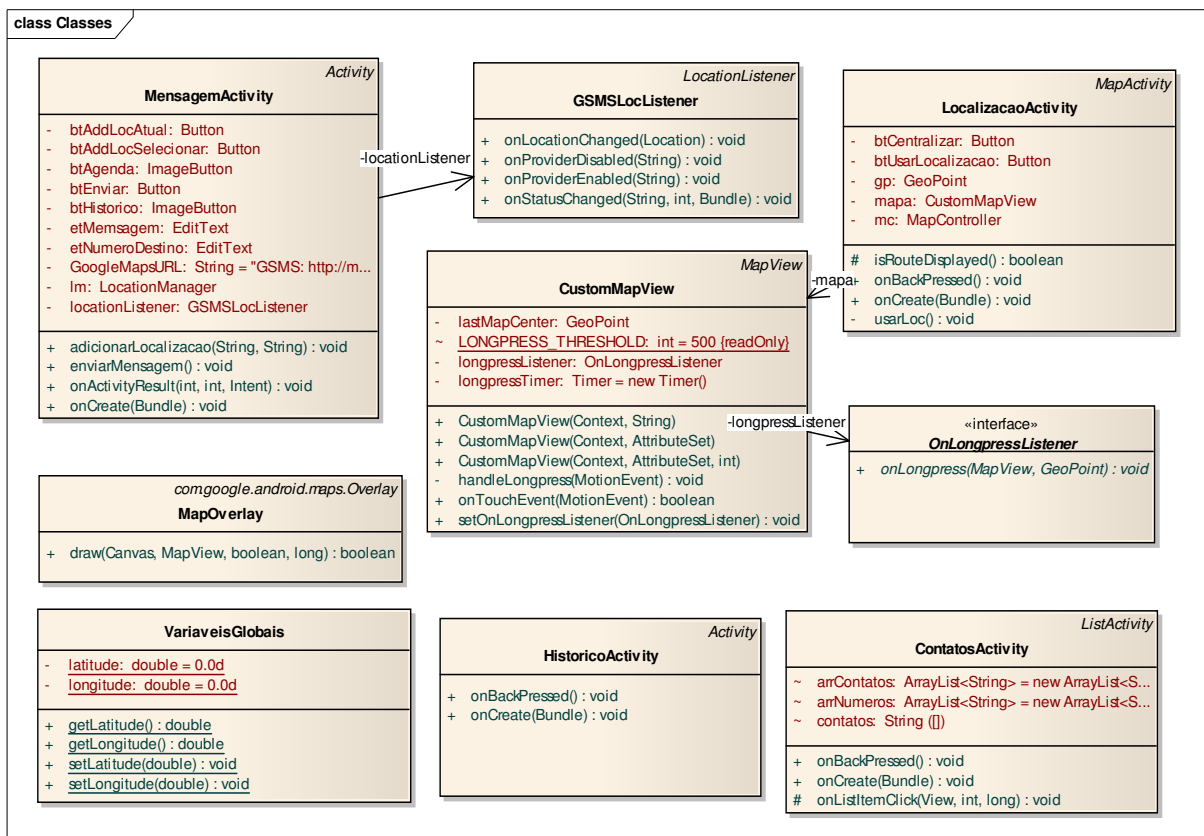 class Classes
Activity
MensagemActivity
- btAddLocAtual: Button
- btAddLocSelecionar: Button
- btAgenda: ImageButton
- btEnviar: Button
- btHistorico: ImageButton
- etMemsagem: EditText
- etNumeroDestino: EditText
- GoogleMapsURL: String = "GSMS: http://m...
- lm: LocationManager
- locationListener: GSMSLocListener
+ adicionarLocalizacao(String, String) : void
+ enviarMensagem() : void
+ onActivityResult(int, int, Intent) : void
+ onCreate(Bundle) : void
-locationListener
LocationListener
GSMSLocListener
+ onLocationChanged(Location) : void
+ onProviderDisabled(String) : void
+ onProviderEnabled(String) : void
+ onStatusChanged(String, int, Bundle) : void
MapActivity
LocalizacaoActivity
- btCentralizar: Button
- btUsarLocalizacao: Button
- gp: GeoPoint
- mapa: CustomMapView
- mc: MapController
# isRouteDisplayed() : boolean
+ onBackPressed() : void
+ onCreate(Bundle) : void
- usarLoc() : void
-mapa
MapView
CustomMapView
- lastMapCenter: GeoPoint
~ LONGPRESS_THRESHOLD: int = 500 {readOnly}
- longpressListener: OnLongpressListener
- longpressTimer: Timer = new Timer()
+ CustomMapView(Context, String)
+ CustomMapView(Context, AttributeSet)
+ CustomMapView(Context, AttributeSet, int)
- handleLongpress(MotionEvent) : void
+ onTouchEvent(MotionEvent) : boolean
+ setOnLongpressListener(OnLongpressListener) : void
-longpressListener
«interface»
OnLongpressListener
+ onLongpress(MapView, GeoPoint) : void
com.google.android.maps.Overlay
MapOverlay
+ draw(Canvas, MapView, boolean, long) : boolean
VariaveisGlobais
- latitude: double = 0.0d
- longitude: double = 0.0d
+ getLatitude() : double
+ getLongitude() : double
+ setLatitude(double) : void
+ setLongitude(double) : void
Activity
HistoricoActivity
+ onBackPressed() : void
+ onCreate(Bundle) : void
ListActivity
ContatosActivity
~ arrContatos: ArrayList<String> = new ArrayList<S...
~ arrNumeros: ArrayList<String> = new ArrayList<S...
~ contatos: String ([])
+ onBackPressed() : void
+ onCreate(Bundle) : void
# onListItemClick(View, int, long) : void